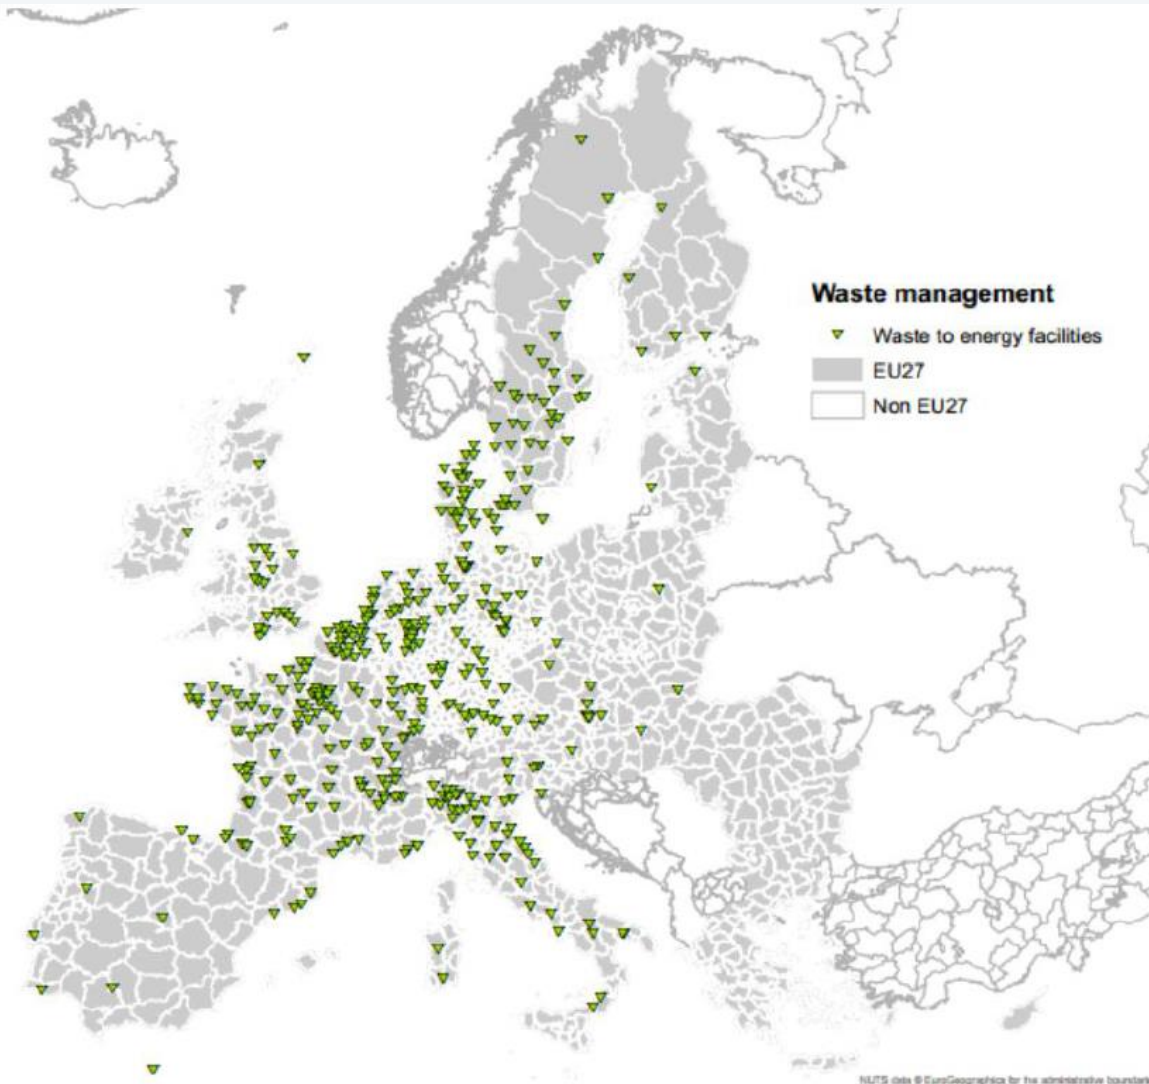 Waste management
Waste to energy facilities
EU27
Non EU27
NUTS data © EuroGeographics for the administrative boundaries